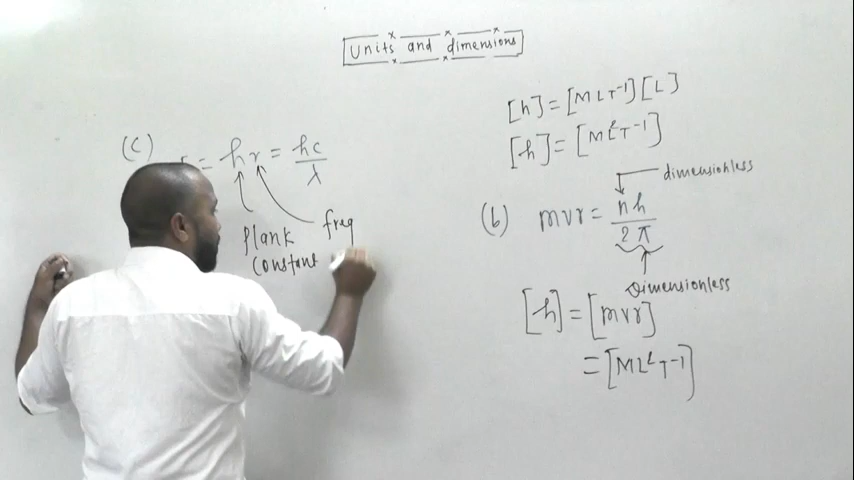 Units and dimensions
(C) = hν = hc/λ
plank constant
freq
[h] = [MLT⁻¹][L]
[h] = [ML²T⁻¹]
dimensionless
(b) mvr = nh/2π
Dimensionless
[h] = [mvr]
= [ML²T⁻¹]